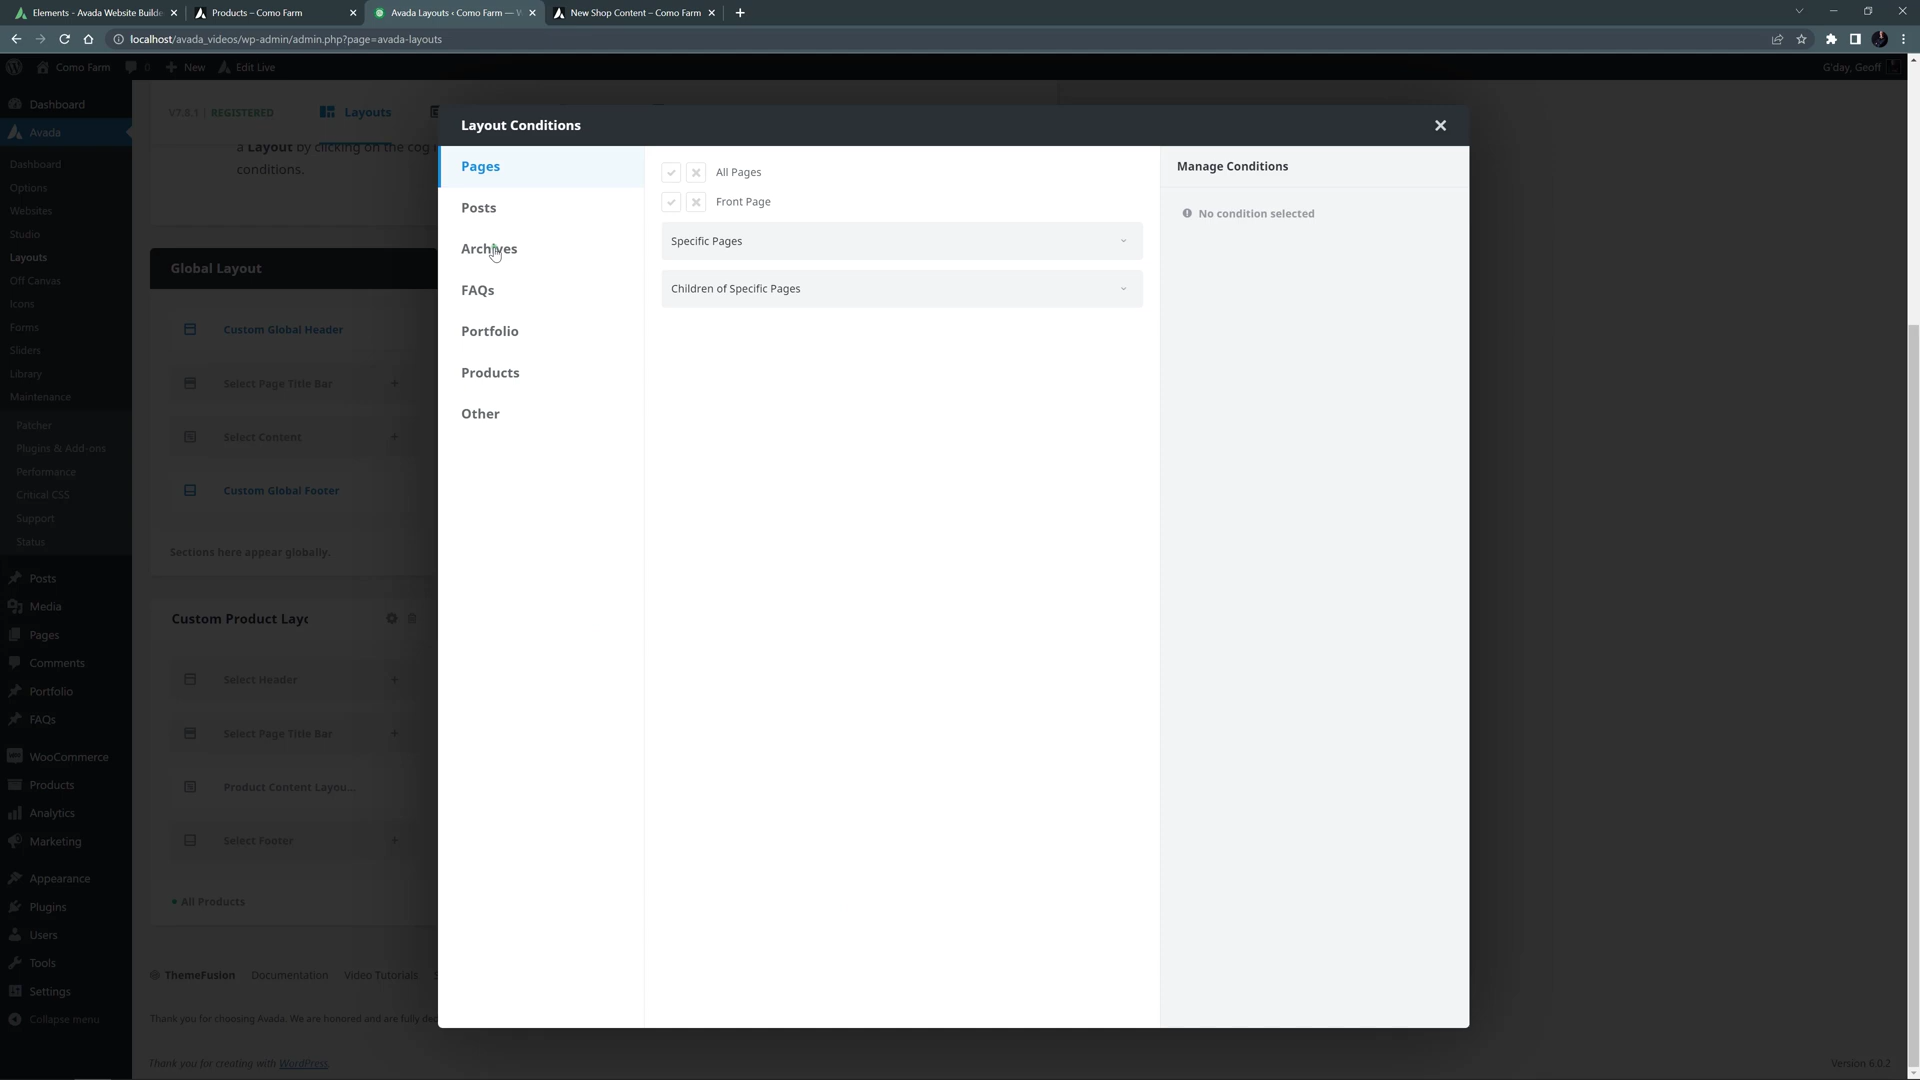 Elements - Avada Website Builde
Products – Como Farm
Avada Layouts ‹ Como Farm — W
New Shop Content – Como Farm
localhost/avada_videos/wp-admin/admin.php?page=avada-layouts
Como Farm
0
New
Edit Live
G'day, Geoff
Dashboard
Avada
Dashboard
Options
Websites
Studio
Layouts
Off Canvas
Icons
Forms
Sliders
Library
Maintenance
Patcher
Plugins & Add-ons
Performance
Critical CSS
Support
Status
Posts
Media
Pages
Comments
Portfolio
FAQs
WooCommerce
Products
Analytics
Marketing
Appearance
Plugins
Users
Tools
Settings
Collapse menu
V7.8.1 | REGISTERED
Layouts
a Layout by clicking on the cog
conditions.
Global Layout
Custom Global Header
Select Page Title Bar
Select Content
Custom Global Footer
Sections here appear globally.
Custom Product Layo
Select Header
Select Page Title Bar
Product Content Layou...
Select Footer
All Products
ThemeFusion Documentation Video Tutorials
Thank you for choosing Avada. We are honored and are fully ded
Thank you for creating with WordPress.
Version 6.0.2
Layout Conditions
Pages
Posts
Archives
FAQs
Portfolio
Products
Other
All Pages
Front Page
Specific Pages
Children of Specific Pages
Manage Conditions
No condition selected